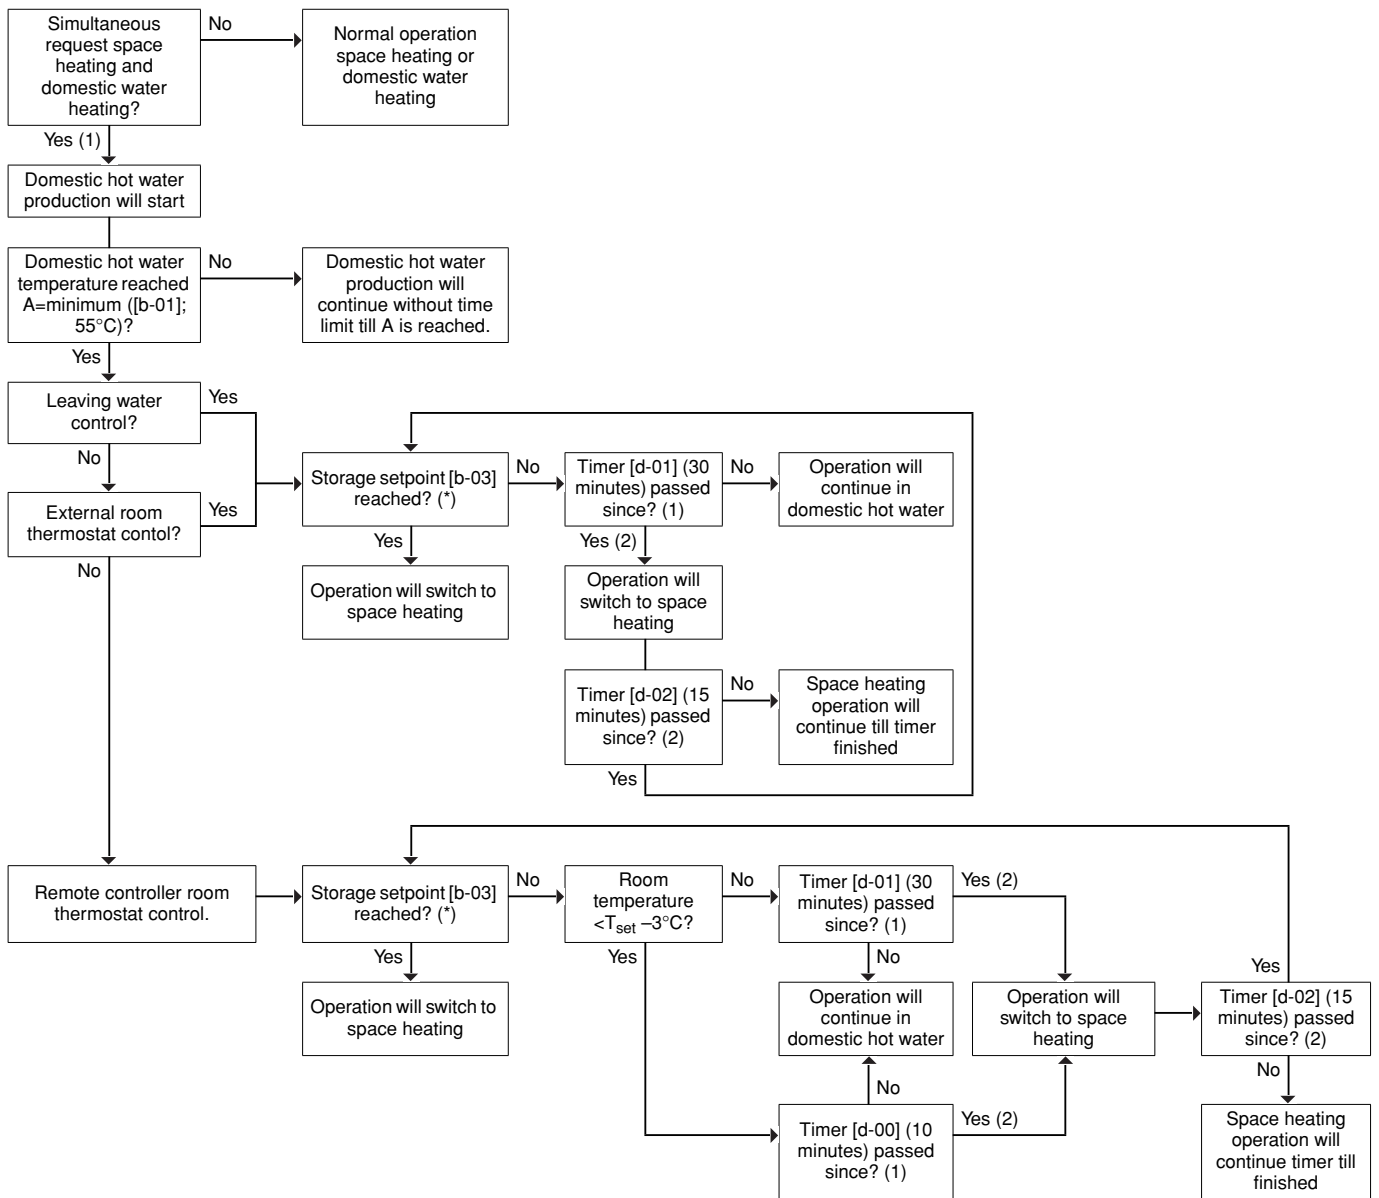 Simultaneous
request space
heating and
domestic water
heating?
No
Normal operation
space heating or
domestic water
heating
Yes (1)
Domestic hot water
production will start
Domestic hot water
temperature reached
A=minimum ([b-01];
55°C)?
No
Domestic hot water
production will
continue without time
limit till A is reached.
Yes
Leaving water
control?
Yes
No
External room
thermostat contol?
Yes
No
Storage setpoint [b-03]
reached? (*)
No
Yes
Operation will switch to
space heating
Timer [d-01] (30
minutes) passed
since? (1)
No
Operation will
continue in
domestic hot water
Yes (2)
Operation will
switch to space
heating
Timer [d-02] (15
minutes) passed
since? (2)
No
Space heating
operation will
continue till timer
finished
Yes
Remote controller room
thermostat control.
Storage setpoint [b-03]
reached? (*)
No
Yes
Operation will switch to
space heating
Room
temperature
<Tset –3°C?
No
Yes
Timer [d-01] (30
minutes) passed
since? (1)
Yes (2)
No
Operation will
continue in
domestic hot water
No
Timer [d-00] (10
minutes) passed
since? (1)
Yes (2)
Operation will
switch to space
heating
Yes
Timer [d-02] (15
minutes) passed
since? (2)
No
Space heating
operation will
continue timer till
finished